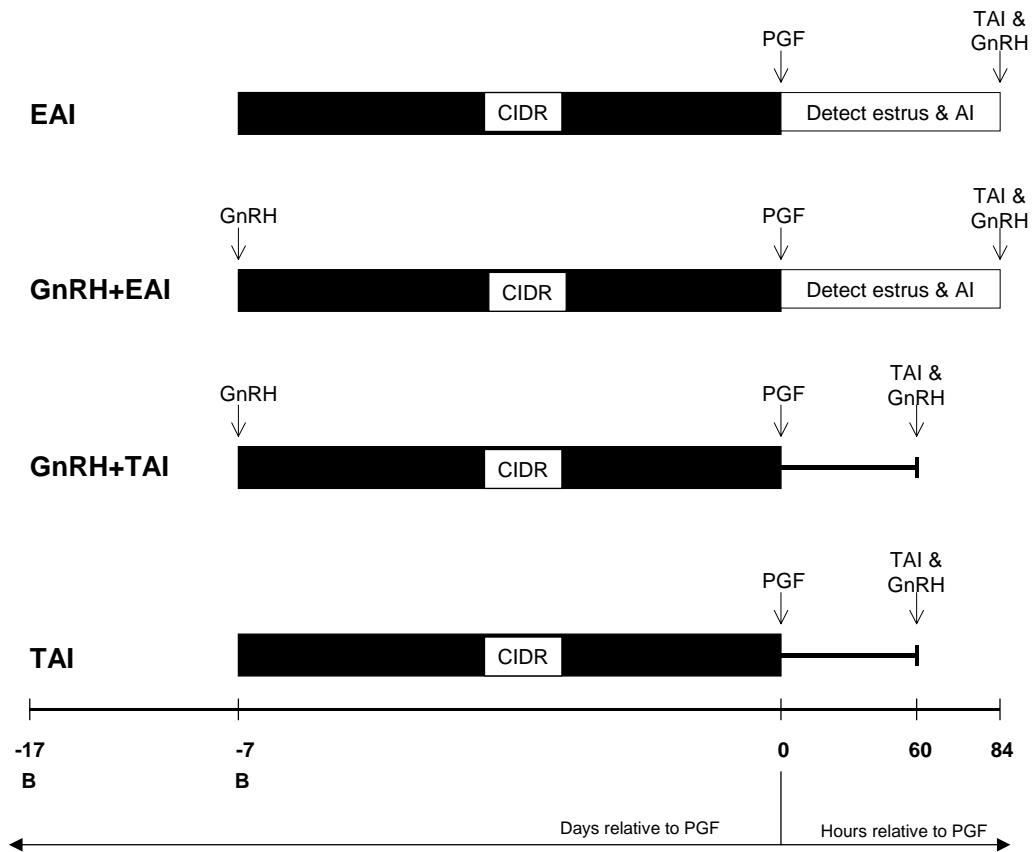 PGF
TAI &
GnRH
EAI
CIDR
Detect estrus & AI
GnRH
PGF
TAI &
GnRH
GnRH+EAI
CIDR
Detect estrus & AI
GnRH
PGF
TAI &
GnRH
GnRH+TAI
CIDR
PGF
TAI &
GnRH
TAI
CIDR
-17 -7 0 60 84
B B
Days relative to PGF Hours relative to PGF